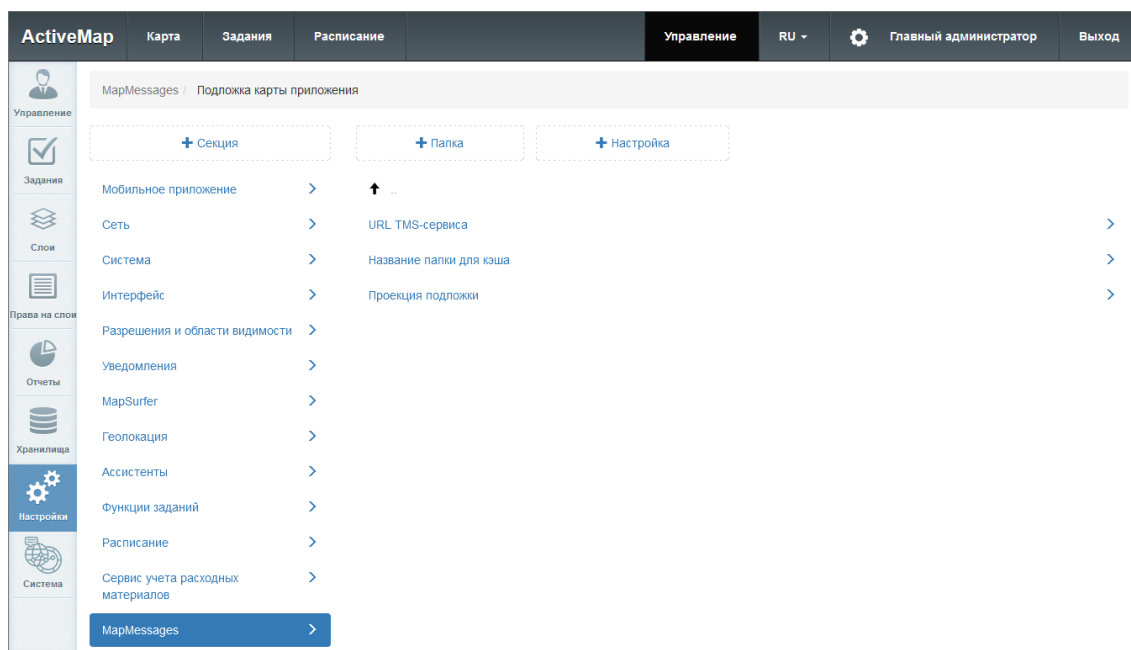 ActiveMap Карта Задания Расписание Управление RU Главный администратор Выход
Управление
Задания
Слои
Права на слои
Отчеты
Хранилища
Настройки
Система
MapMessages / Подложка карты приложения
+ Секция
+ Папка
+ Настройка
Мобильное приложение
Сеть
Система
Интерфейс
Разрешения и области видимости
Уведомления
MapSurfer
Геолокация
Ассистенты
Функции заданий
Расписание
Сервис учета расходных
материалов
MapMessages
..
URL TMS-сервиса
Название папки для кэша
Проекция подложки